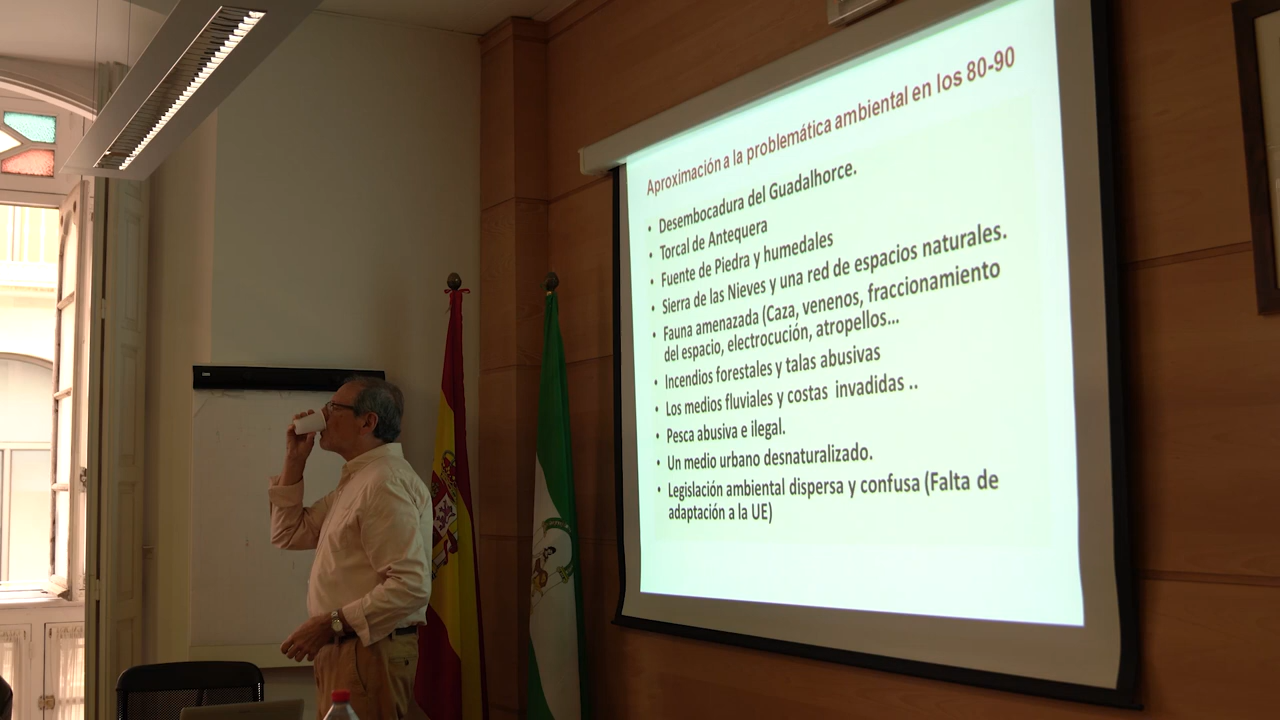 Aproximación a la problemática ambiental en los 80-90
• Desembocadura del Guadalhorce.
• Torcal de Antequera
• Fuente de Piedra y humedales
• Sierra de las Nieves y una red de espacios naturales.
• Fauna amenazada (Caza, venenos, fraccionamiento
del espacio, electrocución, atropellos...
• Incendios forestales y talas abusivas
• Los medios fluviales y costas invadidas ..
• Pesca abusiva e ilegal.
• Un medio urbano desnaturalizado.
• Legislación ambiental dispersa y confusa (Falta de
adaptación a la UE)